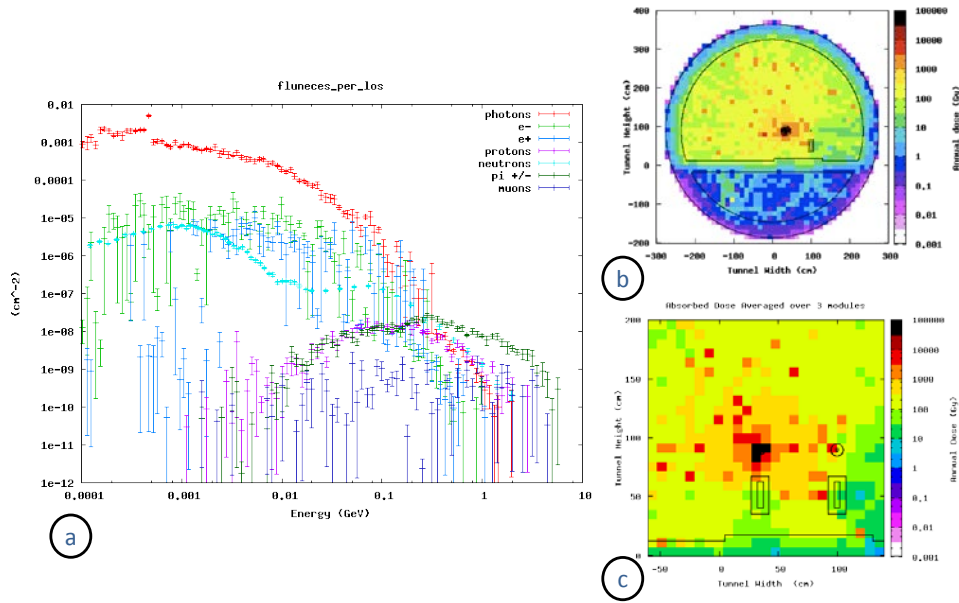 fluneces_per_los
photons
e-
e+
protons
neutrons
pi +/-
muons
0.01
0.001
0.0001
1e-05
1e-06
1e-07
1e-08
1e-09
1e-10
1e-11
1e-12
(cm^-2)
0.0001 0.001 0.01 0.1 1 10
Energy (GeV)
a
400
300
200
100
0
-100
-200
Tunnel Height (cm)
-300 -200 -100 0 100 200 300
Tunnel Width (cm)
100000
10000
1000
100
10
1
0,1
0,01
0,001
Annual dose (Gy)
b
Absorbed Dose Averaged over 3 modules
200
150
100
50
0
Tunnel Height (cm)
-50 0 50 100
Tunnel Width (cm)
100000
10000
1000
100
10
1
0,1
0,01
0,001
Annual Dose (Gy)
c